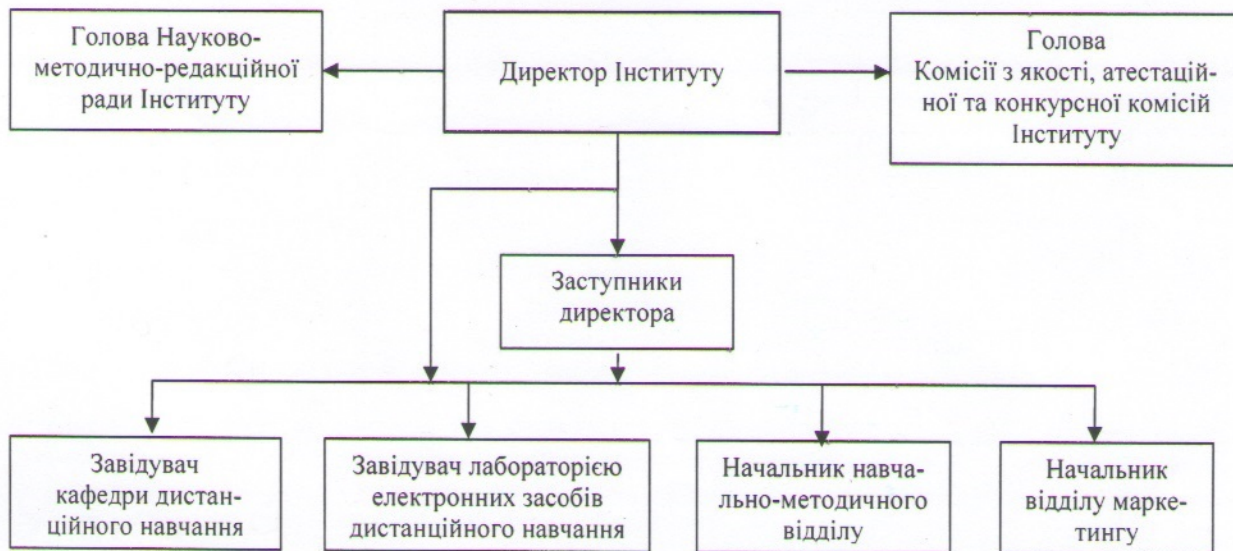 Голова Науково-
методично-редакційної
ради Інституту
Директор Інституту
Голова
Комісії з якості, атестацій-
ної та конкурсної комісій
Інституту
Заступники
директора
Завідувач
кафедри дистан-
ційного навчання
Завідувач лабораторією
електронних засобів
дистанційного навчання
Начальник навча-
льно-методичного
відділу
Начальник
відділу марке-
тингу